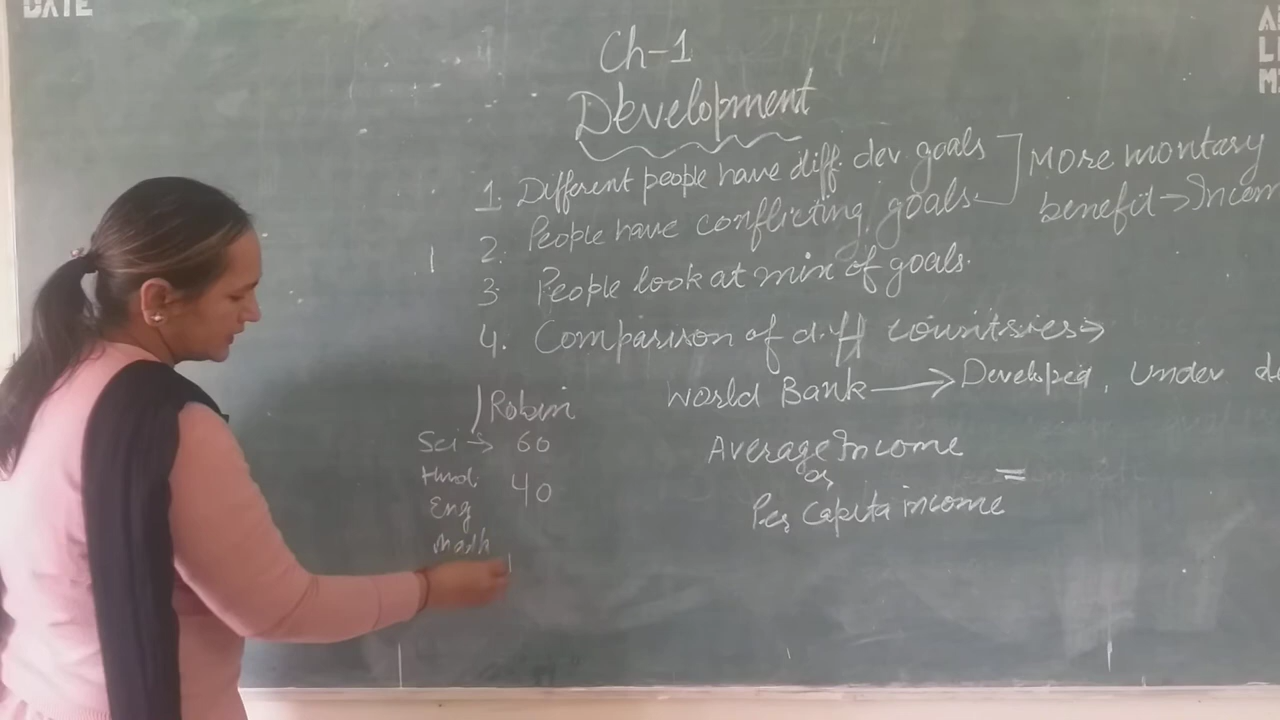 DATE
Ch-1
Development
1. Different people have diff. dev goals
2. People have conflicting goals
More montary
benefit → Incom
3. People look at mix of goals.
4. Comparison of diff countries →
World Bank → Developed, Under de
Average Income
or
Per Capita income =
Robin
Sci → 60
Hind. 40
Eng
Math